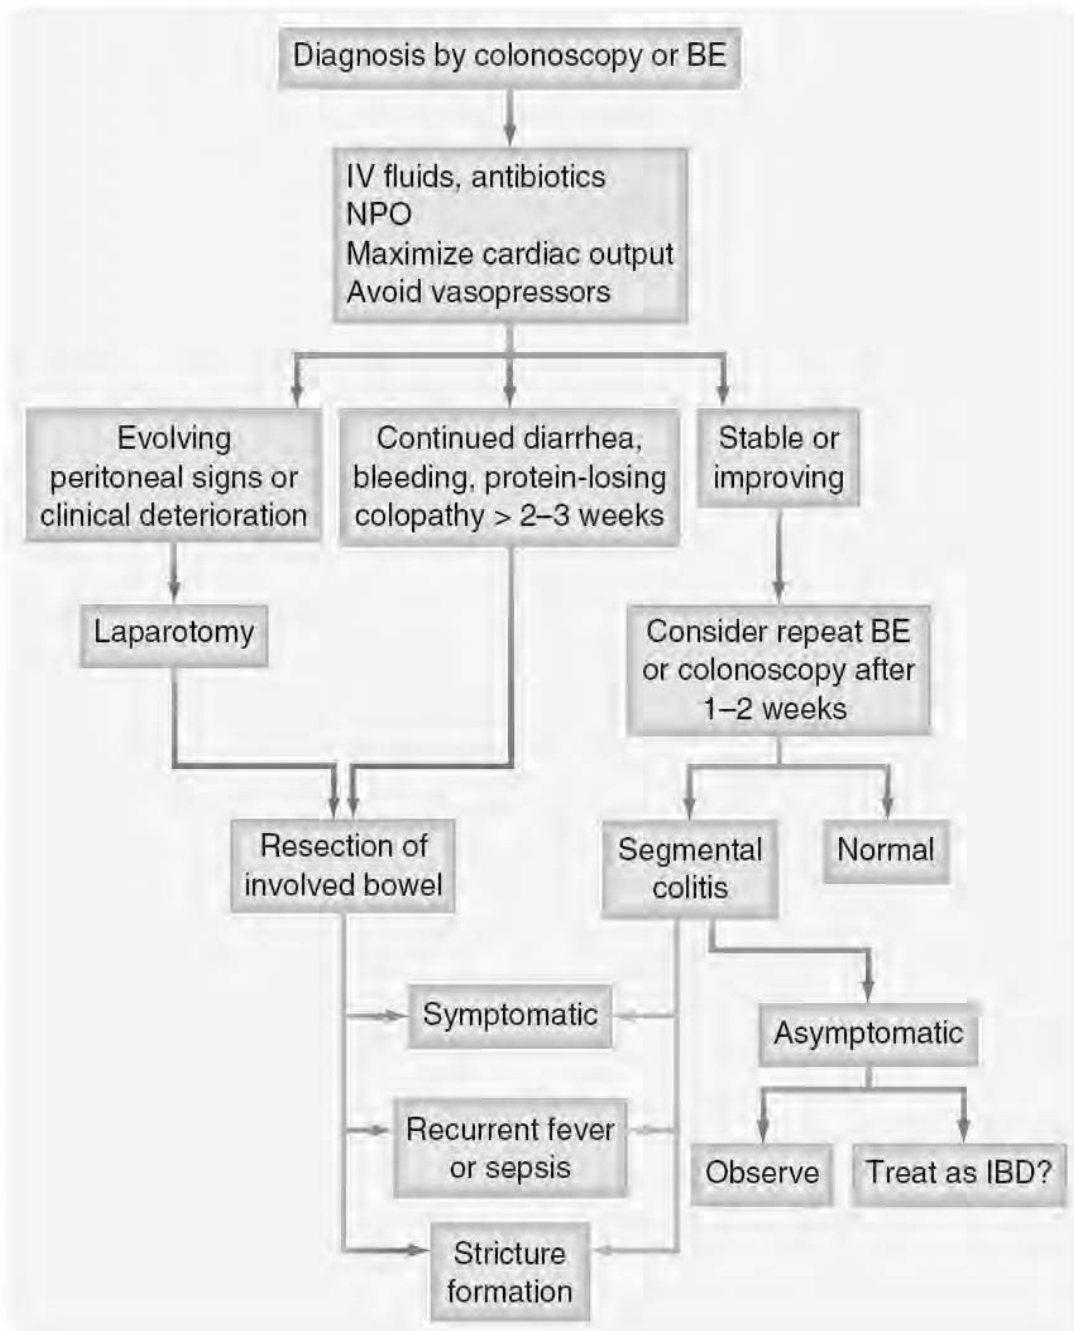 Diagnosis by colonoscopy or BE
IV fluids, antibiotics
NPO
Maximize cardiac output
Avoid vasopressors
Evolving
peritoneal signs or
clinical deterioration
Continued diarrhea,
bleeding, protein-losing
colopathy > 2–3 weeks
Stable or
improving
Laparotomy
Consider repeat BE
or colonoscopy after
1–2 weeks
Resection of
involved bowel
Segmental
colitis
Normal
Symptomatic
Asymptomatic
Recurrent fever
or sepsis
Observe
Treat as IBD?
Stricture
formation